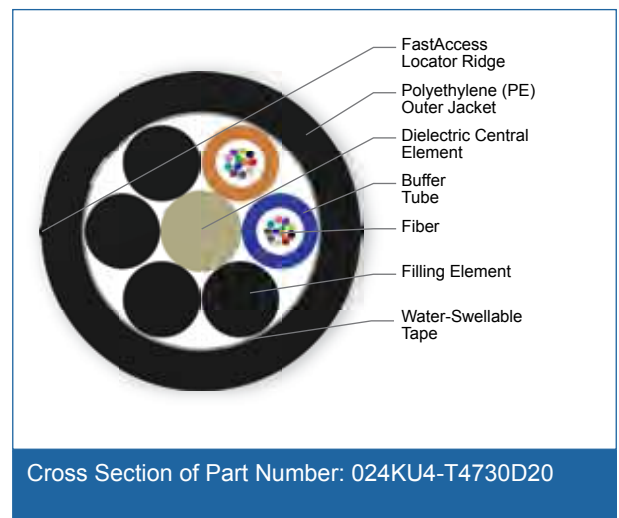 FastAccess
Locator Ridge
Polyethylene (PE)
Outer Jacket
Dielectric Central
Element
Buffer
Tube
Fiber
Filling Element
Water-Swellable
Tape
Cross Section of Part Number: 024KU4-T4730D20